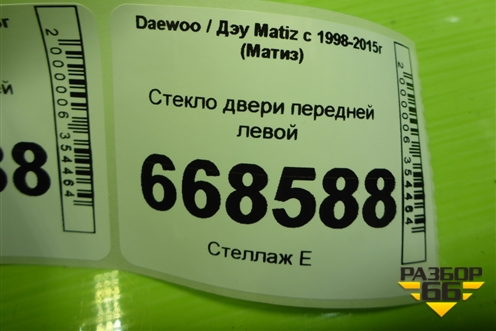 Daewoo / Дэу Matiz с 1998-2015г
(Матиз)
Стекло двери передней
левой
668588
Стеллаж Е
2000006354464
2000006354464
88
РАЗБОР
66